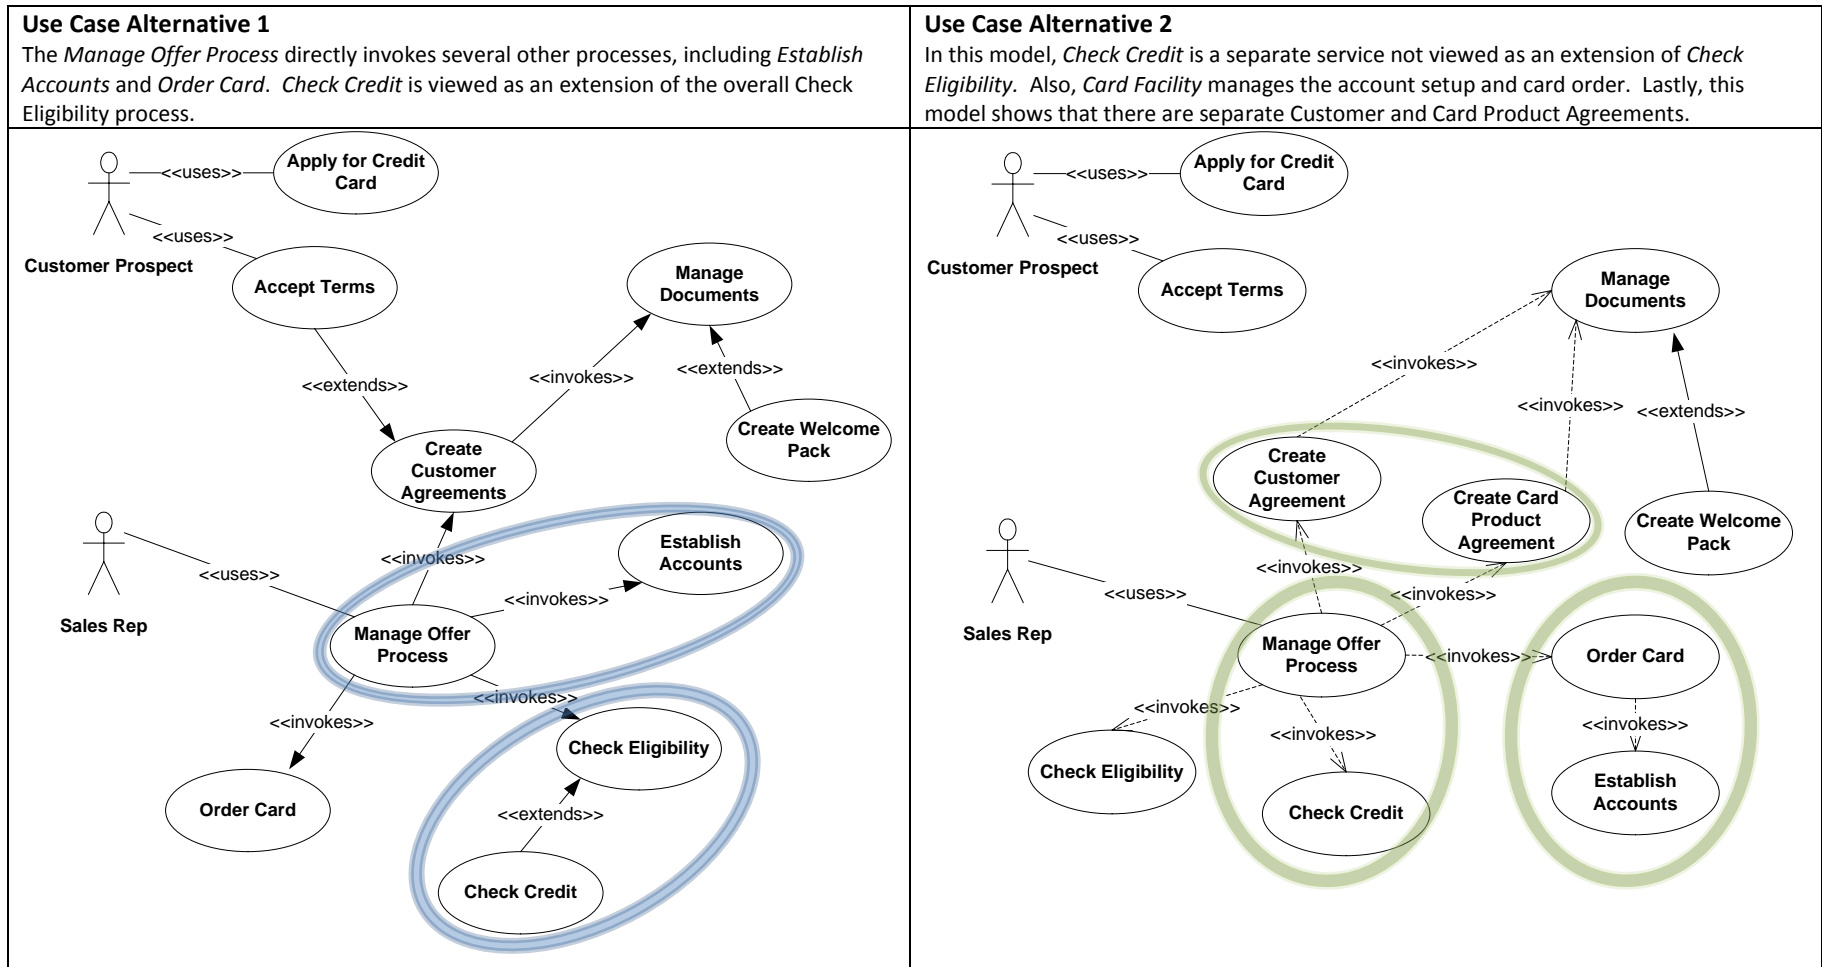 Use Case Alternative 1
The Manage Offer Process directly invokes several other processes, including Establish
Accounts and Order Card. Check Credit is viewed as an extension of the overall Check
Eligibility process.
Apply for Credit
Card
<<uses>>
<<uses>>
Customer Prospect
Accept Terms
Manage
Documents
<<extends>>
<<invokes>>
<<extends>>
Create Welcome
Pack
Create
Customer
Agreements
Establish
Accounts
<<invokes>>
<<uses>>
<<invokes>>
Sales Rep
Manage Offer
Process
<<invokes>>
<<invokes>>
Check Eligibility
Order Card
<<extends>>
Check Credit
Use Case Alternative 2
In this model, Check Credit is a separate service not viewed as an extension of Check
Eligibility. Also, Card Facility manages the account setup and card order. Lastly, this
model shows that there are separate Customer and Card Product Agreements.
Apply for Credit
Card
<<uses>>
<<uses>>
Customer Prospect
Accept Terms
Manage
Documents
<<invokes>>
<<invokes>>
<<extends>>
Create
Customer
Agreement
Create Card
Product
Agreement
Create Welcome
Pack
<<invokes>>
<<uses>>
<<invokes>>
Sales Rep
Manage Offer
Process
<<invokes>>
Order Card
<<invokes>>
<<invokes>>
<<invokes>>
Check Eligibility
Establish
Accounts
Check Credit